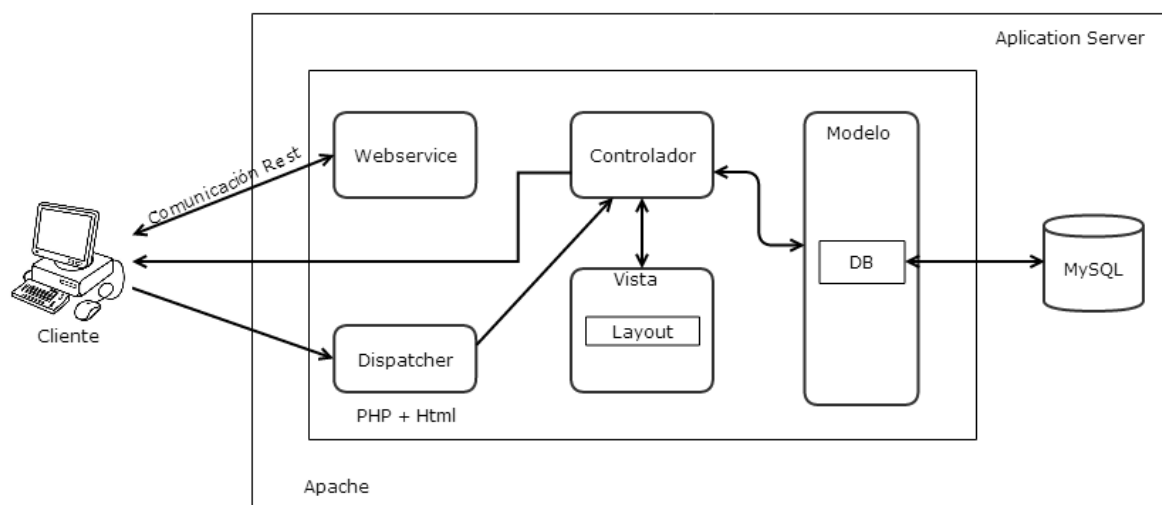 Aplication Server
Comunicación Rest
Webservice
Controlador
Modelo
DB
MySQL
Cliente
Vista
Layout
Dispatcher
PHP + Html
Apache